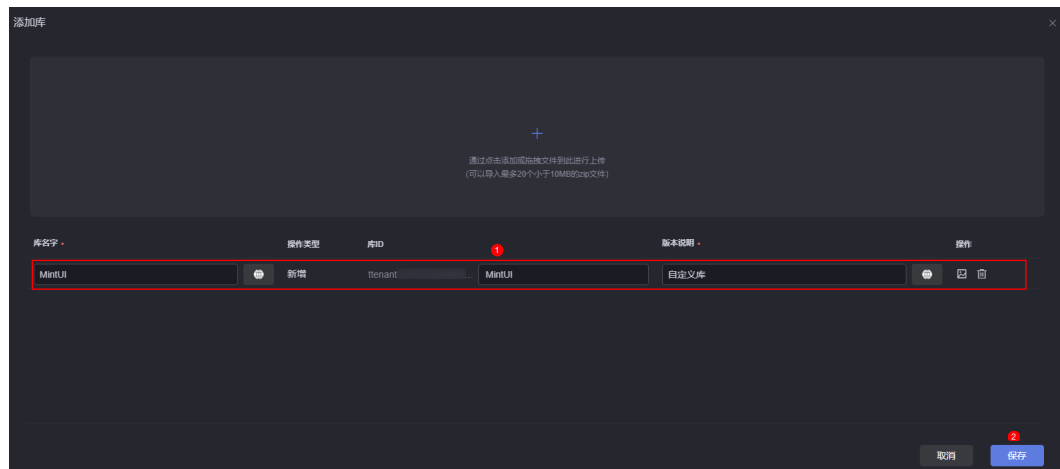 添加库
通过点击添加或拖拽文件到此进行上传
(可以导入最多20个小于10MB的zip文件)
库名字 • 操作类型 库ID 版本说明 • 操作
1
MintUI 新增 ttenant ... MintUI 自定义库
2
取消 保存